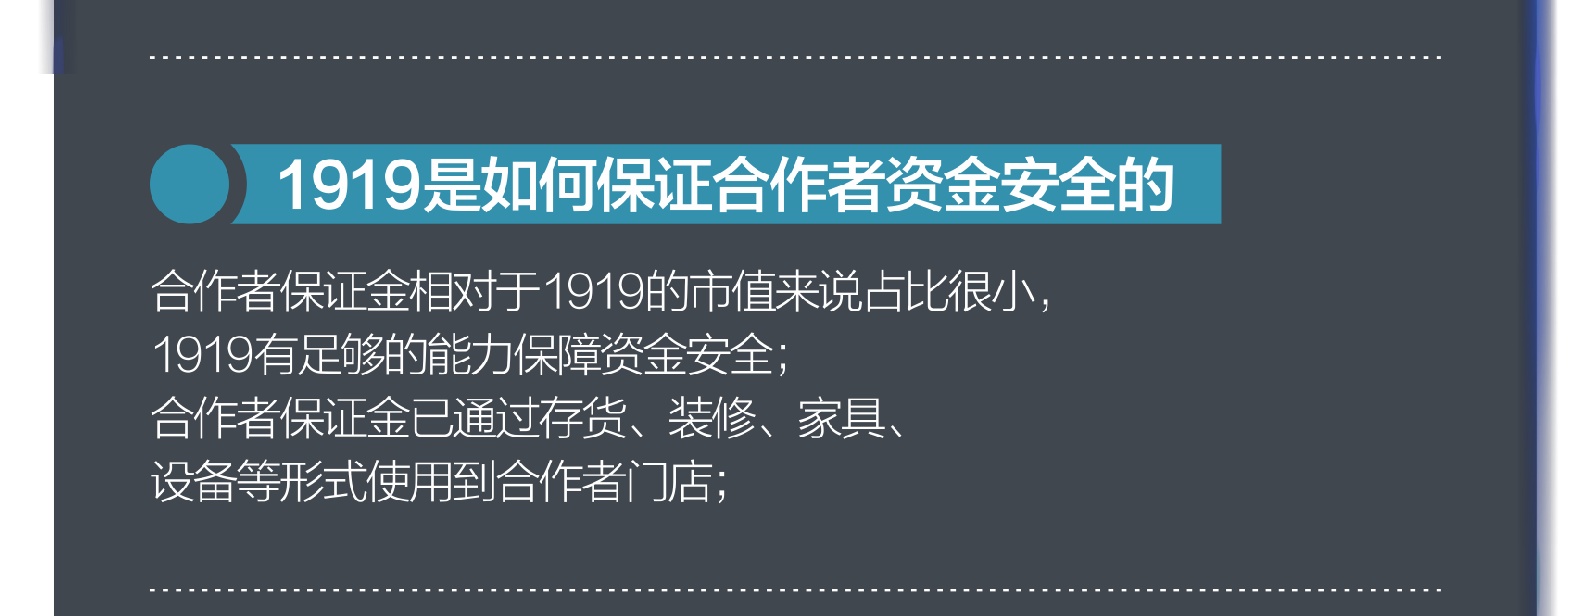 1919是如何保证合作者资金安全的
合作者保证金相对于1919的市值来说占比很小，
1919有足够的能力保障资金安全；
合作者保证金已通过存货、装修、家具、
设备等形式使用到合作者门店；